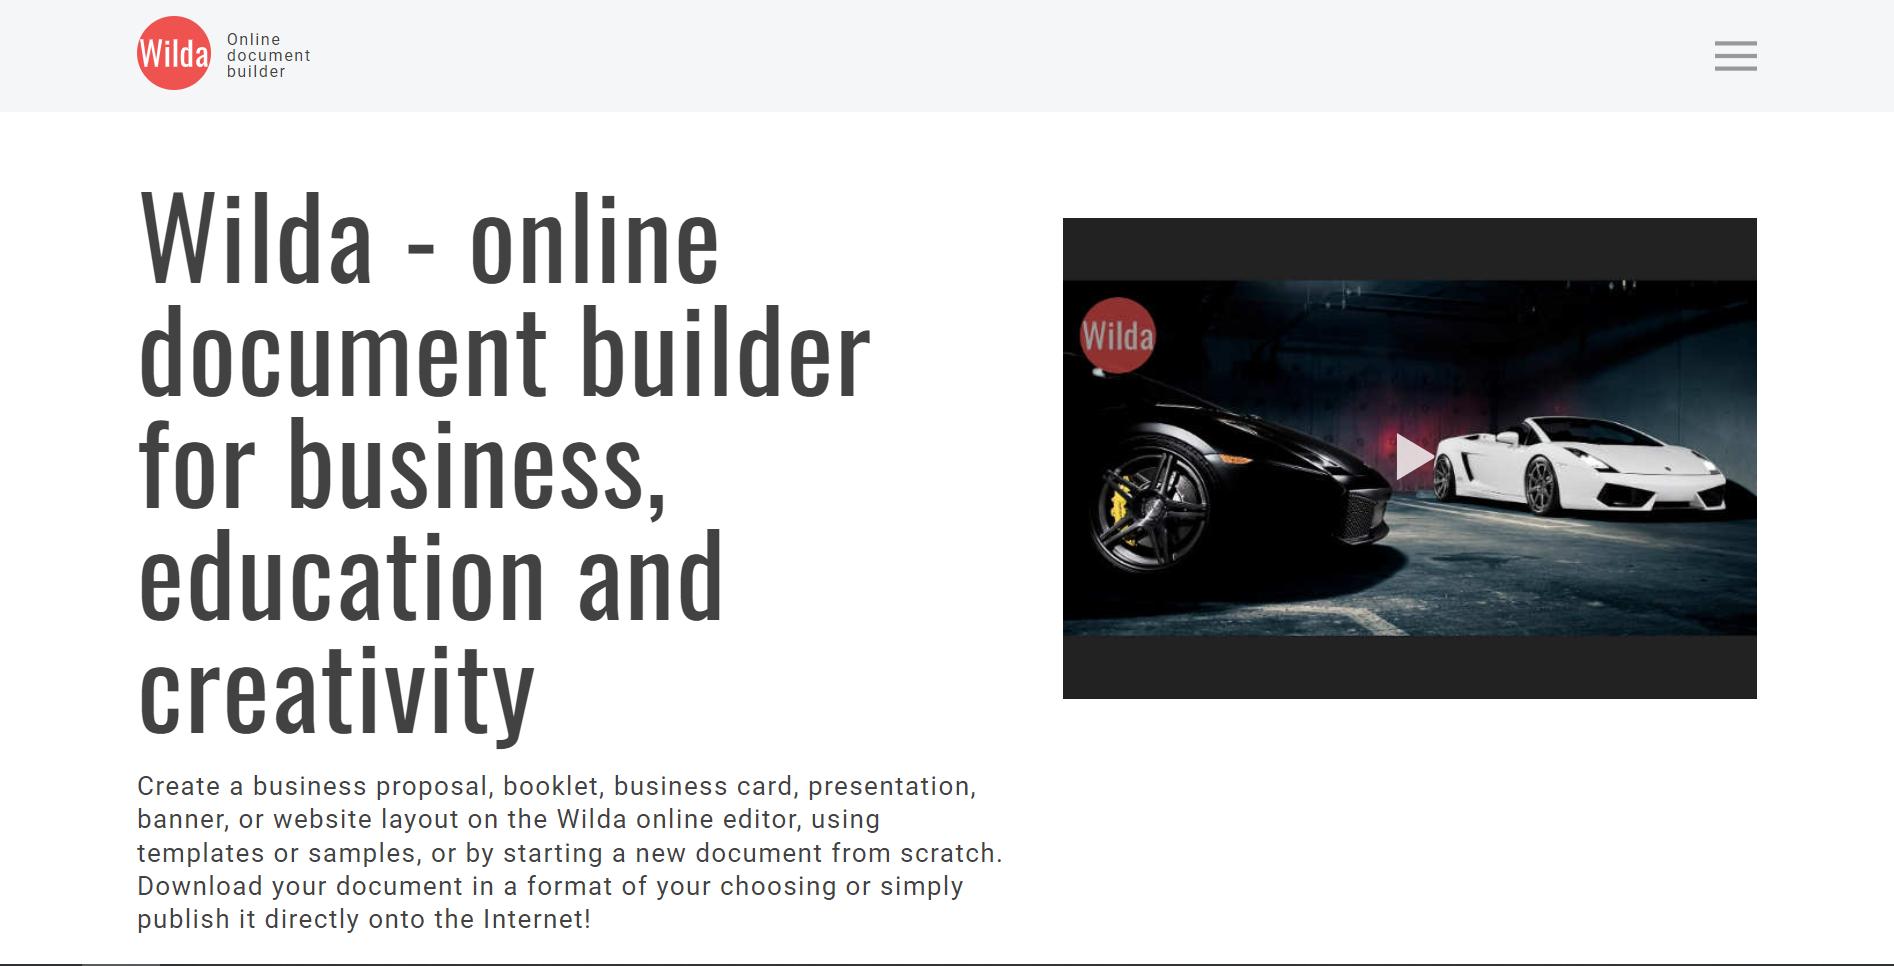 Wilda
Online
document
builder
Wilda - online
document builder
for business,
education and
creativity
Wilda
Create a business proposal, booklet, business card, presentation,
banner, or website layout on the Wilda online editor, using
templates or samples, or by starting a new document from scratch.
Download your document in a format of your choosing or simply
publish it directly onto the Internet!